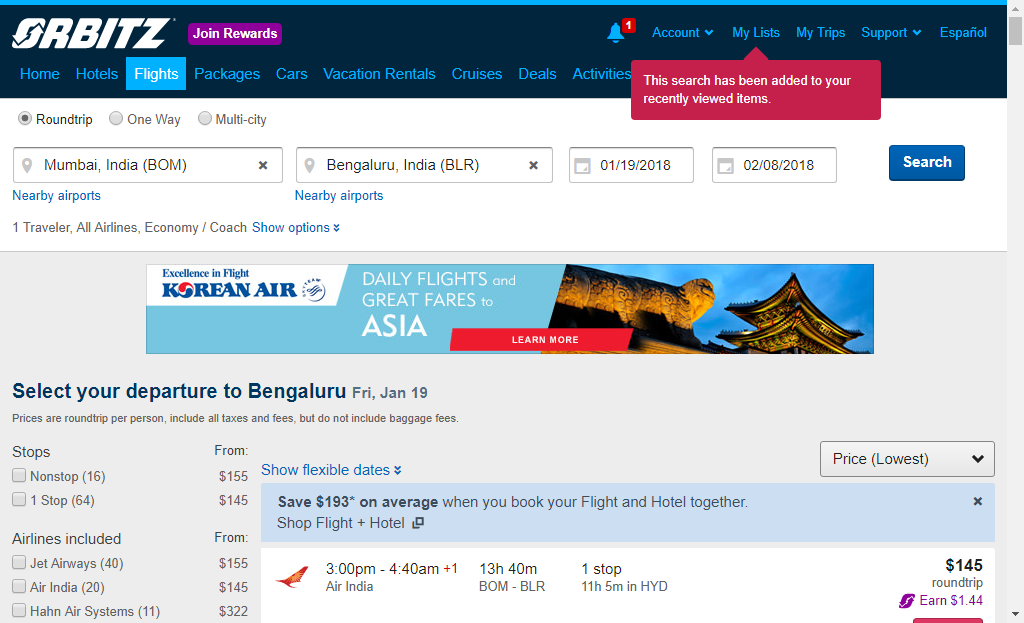 ORBITZ
Join Rewards
1
Account
My Lists
My Trips
Support
Español
Home
Hotels
Flights
Packages
Cars
Vacation Rentals
Cruises
Deals
Activities
This search has been added to your
recently viewed items.
Roundtrip
One Way
Multi-city
Mumbai, India (BOM)
Bengaluru, India (BLR)
01/19/2018
02/08/2018
Search
Nearby airports
Nearby airports
1 Traveler, All Airlines, Economy / Coach Show options
Excellence in Flight
KOREAN AIR
DAILY FLIGHTS and
GREAT FARES to
ASIA
LEARN MORE
Select your departure to Bengaluru Fri, Jan 19
Prices are roundtrip per person, include all taxes and fees, but do not include baggage fees.
Stops From:
Nonstop (16) $155
1 Stop (64) $145
Airlines included From:
Jet Airways (40) $155
Air India (20) $145
Hahn Air Systems (11) $322
Show flexible dates
Price (Lowest)
Save $193* on average when you book your Flight and Hotel together.
Shop Flight + Hotel
3:00pm - 4:40am +1
Air India
13h 40m
BOM - BLR
1 stop
11h 5m in HYD
$145
roundtrip
Earn $1.44